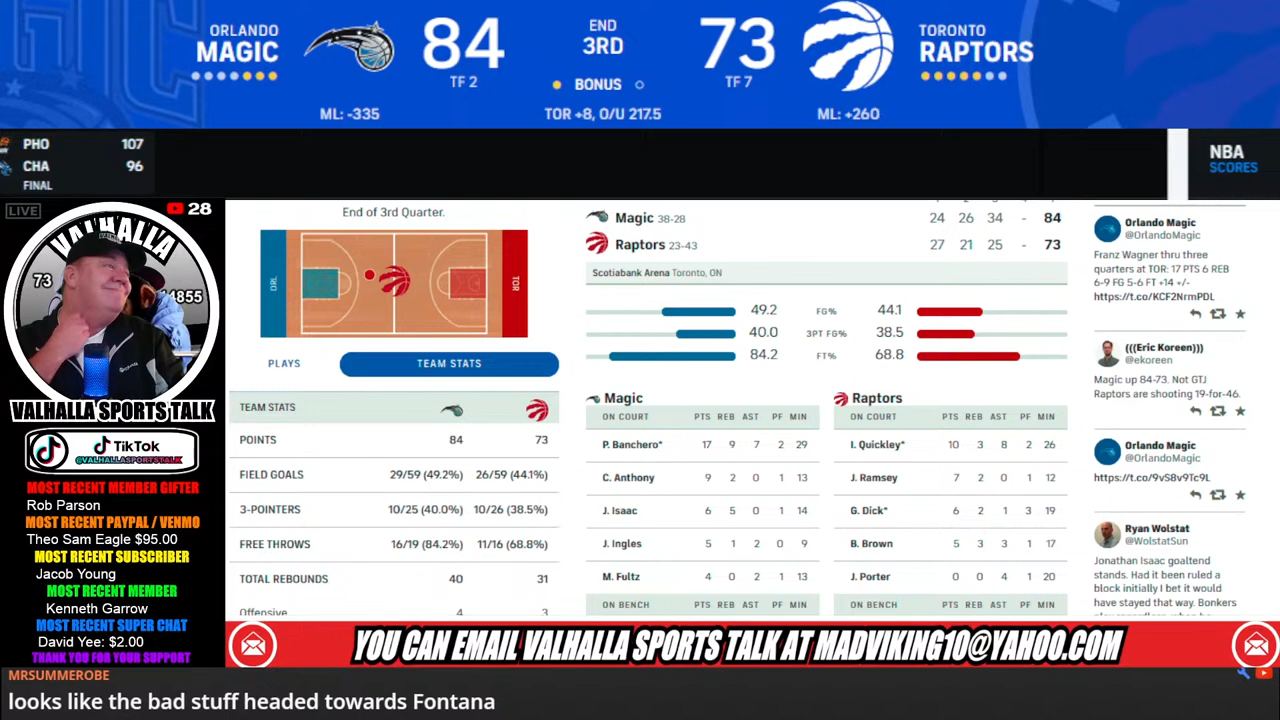 ORLANDO
MAGIC
84
TF 2
END
3RD
BONUS
73
TF 7
TORONTO
RAPTORS
ML: -335
TOR +8, O/U 217.5
ML: +260
PHO 107
CHA 96
FINAL
NBA
SCORES
LIVE
28
VALHALLA
73
44855
VALHALLA SPORTS TALK
TikTok
@VALHALLASPORTSTALK
MOST RECENT MEMBER GIFTER
Rob Parson
MOST RECENT PAYPAL / VENMO
Theo Sam Eagle $95.00
MOST RECENT SUBSCRIBER
Jacob Young
MOST RECENT MEMBER
Kenneth Garrow
MOST RECENT SUPER CHAT
David Yee: $2.00
THANK YOU FOR YOUR SUPPORT
End of 3rd Quarter.
ORL
TOR
PLAYS
TEAM STATS
TEAM STATS
POINTS 84 73
FIELD GOALS 29/59 (49.2%) 26/59 (44.1%)
3-POINTERS 10/25 (40.0%) 10/26 (38.5%)
FREE THROWS 16/19 (84.2%) 11/16 (68.8%)
TOTAL REBOUNDS 40 31
Offensive 4 3
Magic 38-28 24 26 34 - 84
Raptors 23-43 27 21 25 - 73
Scotiabank Arena Toronto, ON
49.2 FG% 44.1
40.0 3PT FG% 38.5
84.2 FT% 68.8
Magic
ON COURT PTS REB AST PF MIN
P. Banchero* 17 9 7 2 29
C. Anthony 9 2 0 1 13
J. Isaac 6 5 0 1 14
J. Ingles 5 1 2 0 9
M. Fultz 4 0 2 1 13
ON BENCH PTS REB AST PF MIN
Raptors
ON COURT PTS REB AST PF MIN
I. Quickley* 10 3 8 2 26
J. Ramsey 7 2 0 1 12
G. Dick* 6 2 1 3 19
B. Brown 5 3 3 1 17
J. Porter 0 0 4 1 20
ON BENCH PTS REB AST PF MIN
Orlando Magic
@OrlandoMagic
Franz Wagner thru three
quarters at TOR: 17 PTS 6 REB
6-9 FG 5-6 FT +14 +/-
https://t.co/KCF2NrmPDL
(((Eric Koreen)))
@ekoreen
Magic up 84-73. Not GTJ
Raptors are shooting 19-for-46.
Orlando Magic
@OrlandoMagic
https://t.co/9vS8v9Tc9L
Ryan Wolstat
@WolstatSun
Jonathan Isaac goaltend
stands. Had it been ruled a
block initially I bet it would
have stayed that way. Bonkers
YOU CAN EMAIL VALHALLA SPORTS TALK AT MADVIKING10@YAHOO.COM
MRSUMMEROBE
looks like the bad stuff headed towards Fontana